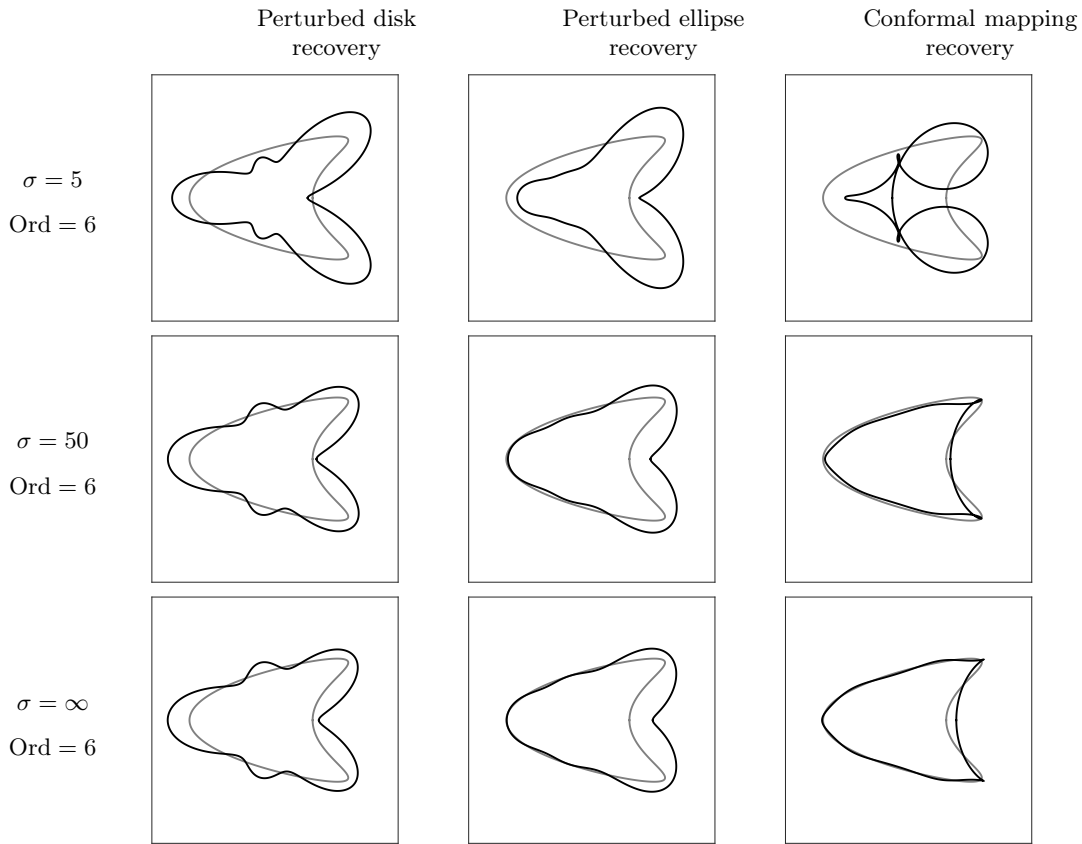 Perturbed disk
recovery
Perturbed ellipse
recovery
Conformal mapping
recovery
σ = 5
Ord = 6
σ = 50
Ord = 6
σ = ∞
Ord = 6